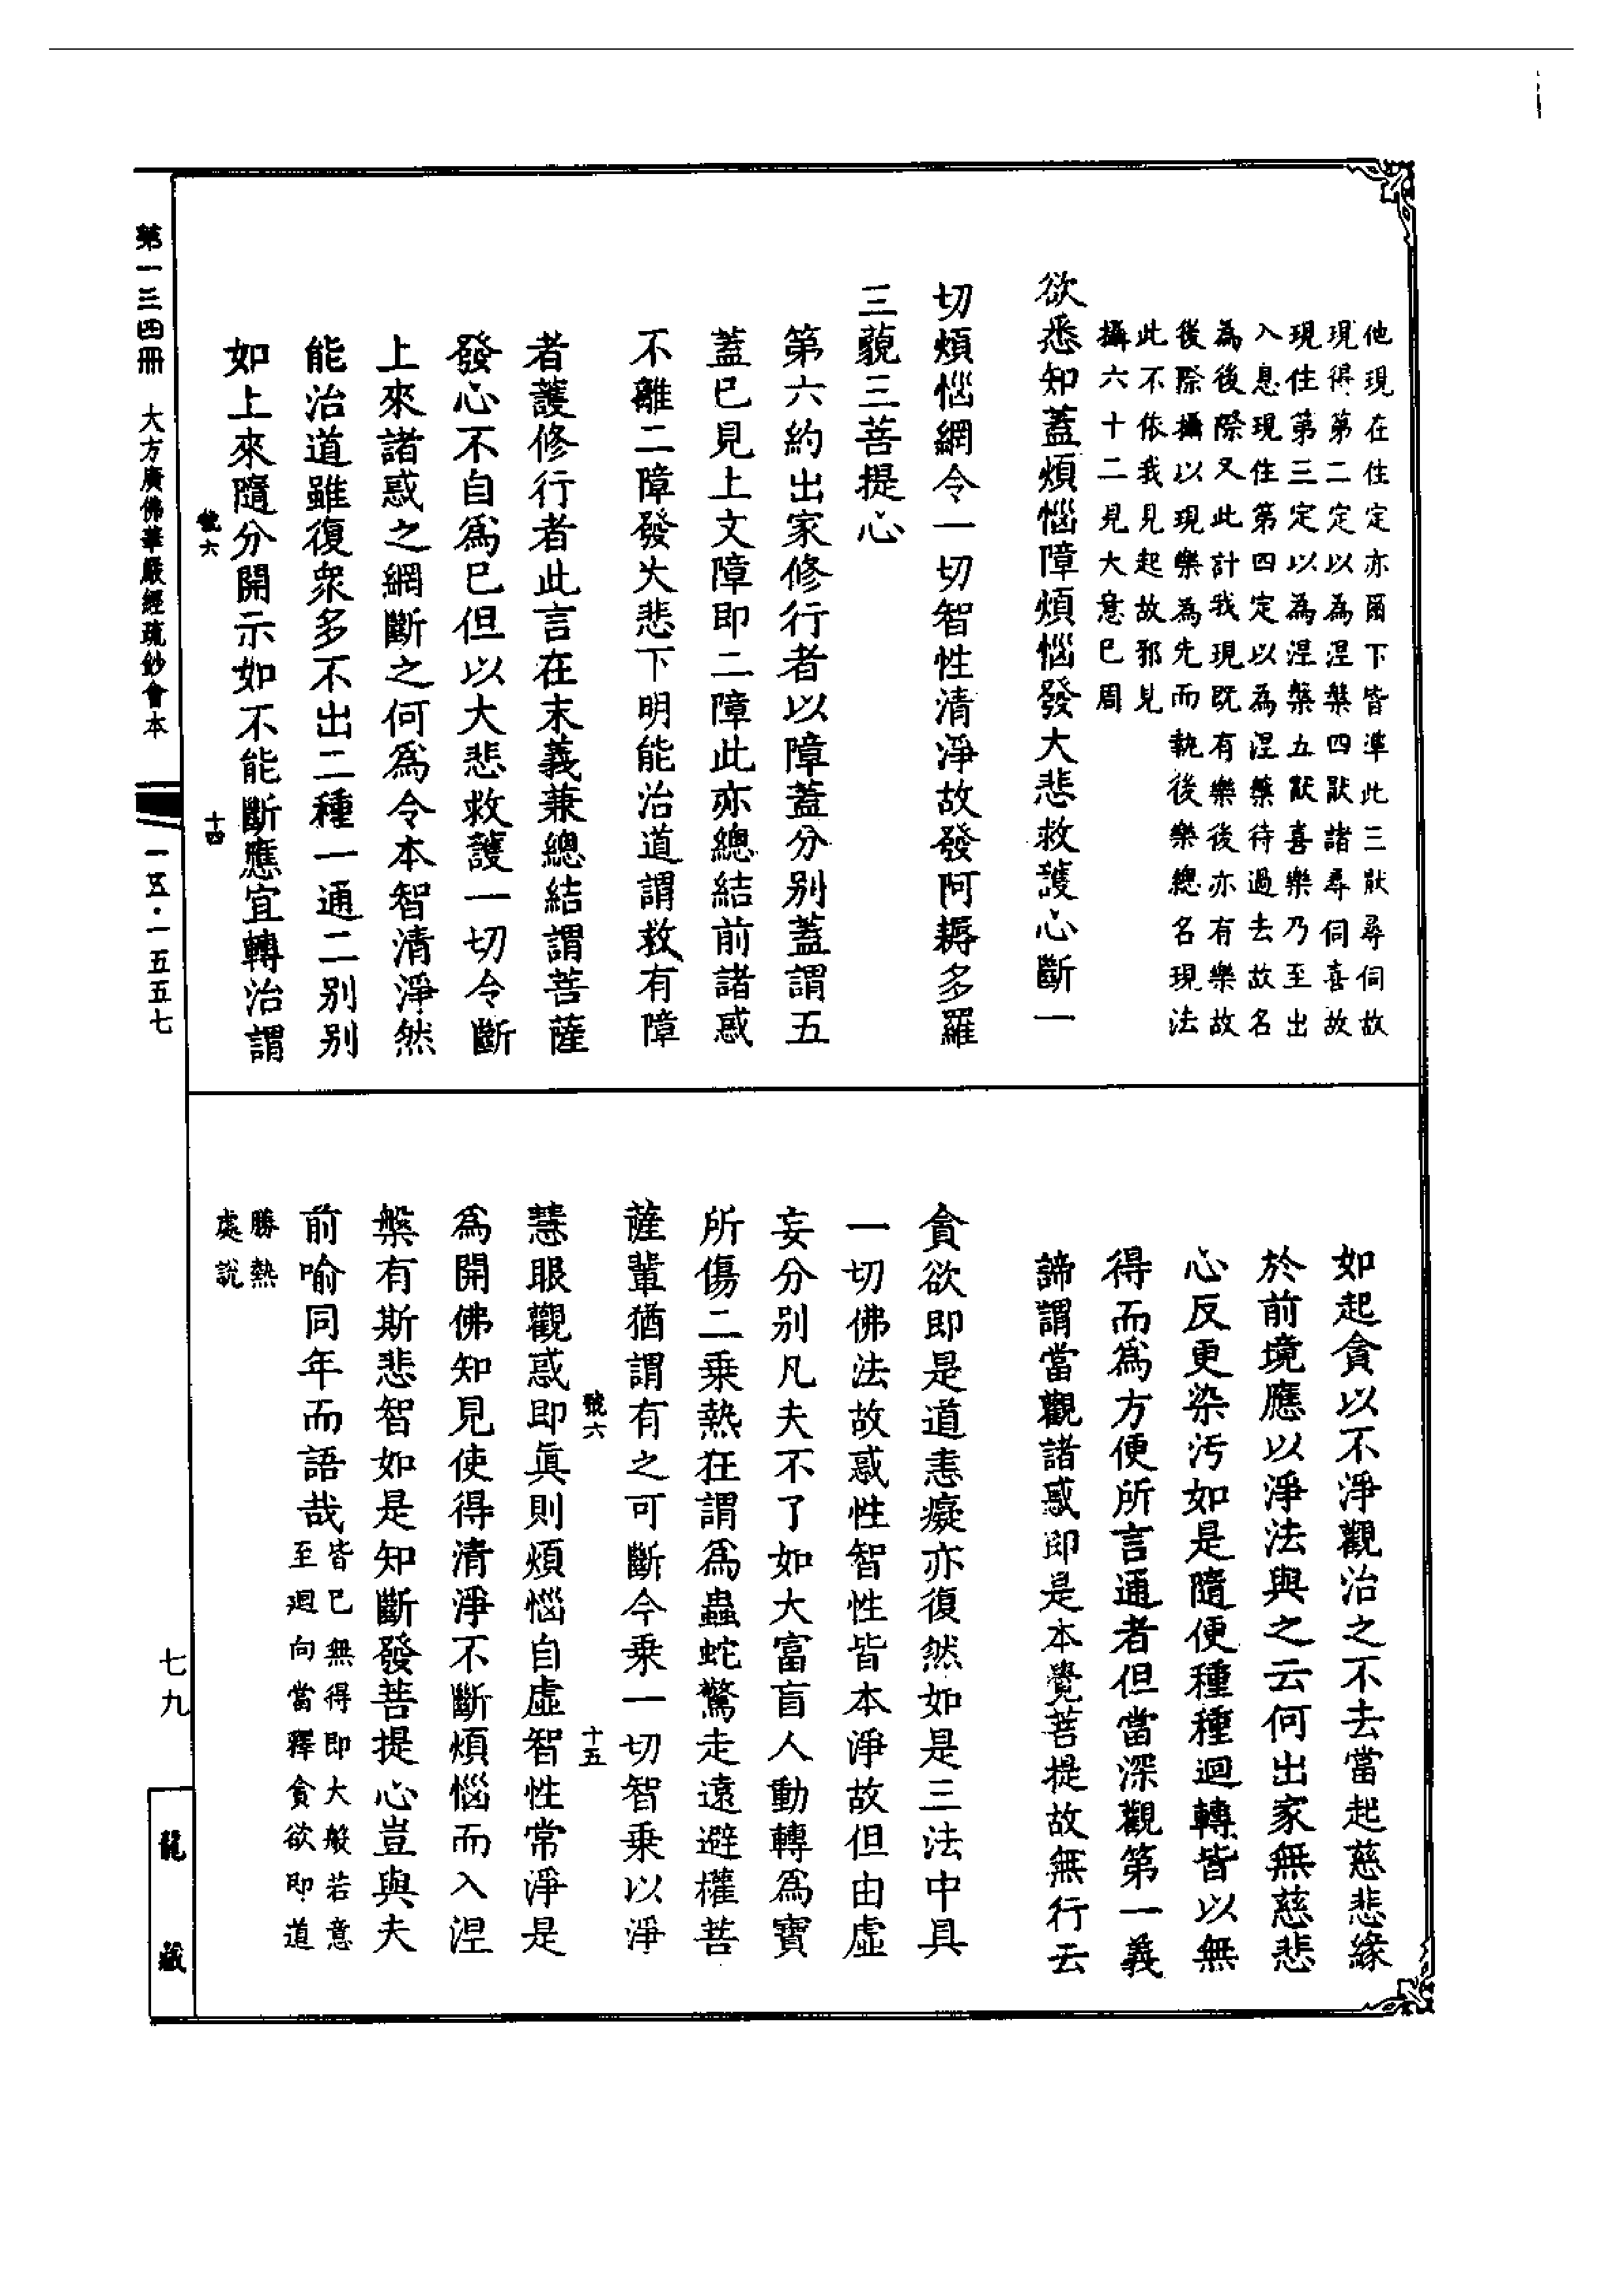 他現在住定亦爾下皆準此三猒尋伺故
現得第二定以為涅槃四猒諸尋伺喜故
現住第三定以為涅槃五猒喜樂乃至出
入息現住第四定以為涅槃待過去故名
為後際又此計我現既有樂後亦有樂故
後際攝以現樂為先而執後樂總名現法
此不依我見起故邪見
攝六十二見大意已周
欲悉知蓋煩惱障煩惱發大悲救護心斷一
切煩惱網令一切智性清淨故發阿耨多羅
三藐三菩提心
第六約出家修行者以障蓋分別蓋謂五
蓋已見上文障即二障此亦總結前諸惑
不離二障發大悲下明能治道謂救有障
者護修行者此言在末義兼總結謂菩薩
發心不自爲已但以大悲救護一切令斷
上來諸惑之網斷之何爲令本智清淨然
能治道雖復衆多不出二種一通二別別
如上來隨分開示如不能斷應宜轉治謂
號六
十四
如起貪以不淨觀治之不去當起慈悲緣
於前境應以淨法與之云何出家無慈悲
心反更染污如是隨便種種迴轉皆以無
得而爲方便所言通者但當深觀第一義
諦謂當觀諸惑即是本覺菩提故無行云
貪欲即是道恚癡亦復然如是三法中具
一切佛法故惑性智性皆本淨故但由虛
妄分別凡夫不了如大富盲人動轉爲寶
所傷二乘熱狂謂爲蟲蛇驚走遠避權菩
薩輩猶謂有之可斷今乘一切智乘以淨
號六
十五
慧眼觀惑即眞則煩惱自虛智性常淨是
爲開佛知見使得清淨不斷煩惱而入涅
槃有斯悲智如是知斷發菩提心豈與夫
前喻同年而語哉皆已無得即大般若意
至迴向當釋貪欲即道
勝熱
處說
第一三四冊
大方廣佛華嚴經疏鈔會本
一五·一五五七
七九
龍藏